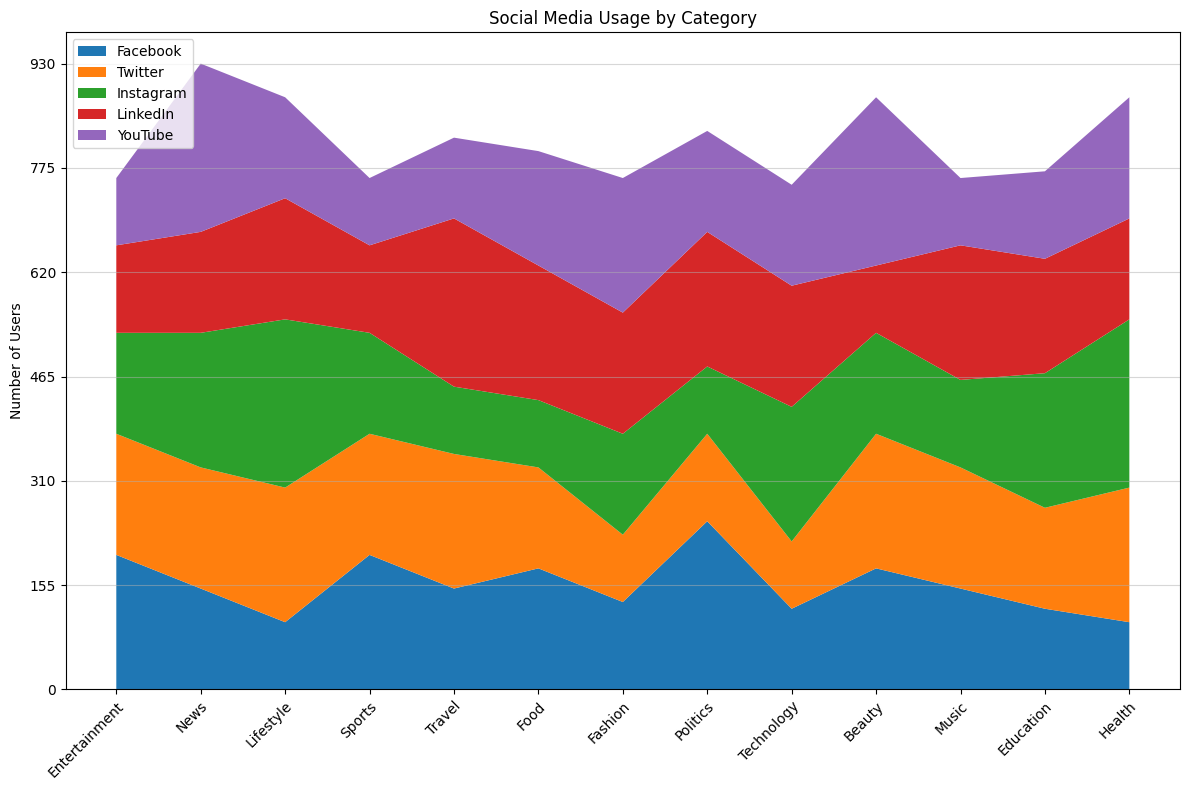 Social Media Usage by Category
Facebook
Twitter
Instagram
LinkedIn
YouTube
Number of Users
930
775
620
465
310
155
0
Entertainment
News
Lifestyle
Sports
Travel
Food
Fashion
Politics
Technology
Beauty
Music
Education
Health